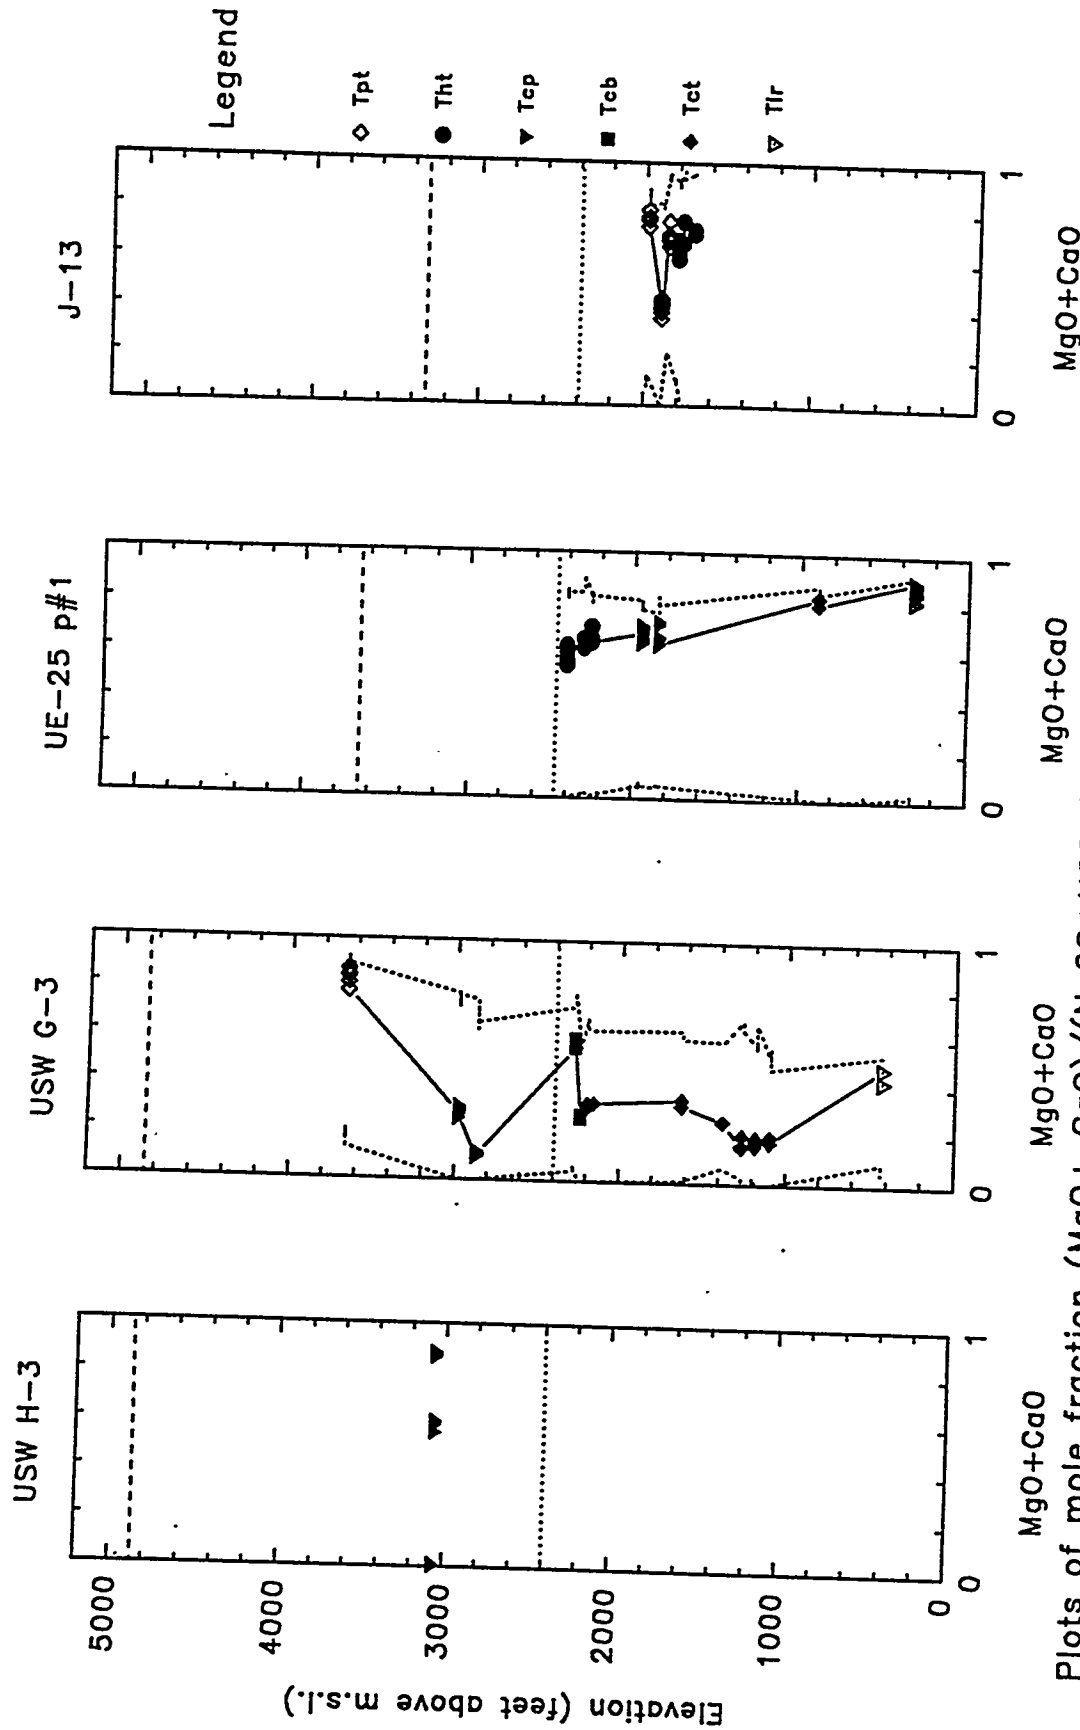 USW H-3
USW G-3
UE-25 p#1
J-13
Legend
Tpt
Tht
Tcp
Tcb
Tct
Tlr
Elevation (feet above m.s.l.)
5000
4000
3000
2000
1000
0
0 1
0 1
0 1
0 1
MgO+CaO
MgO+CaO
MgO+CaO
MgO+CaO
Plots of mole fraction (MgO+CaO)/(